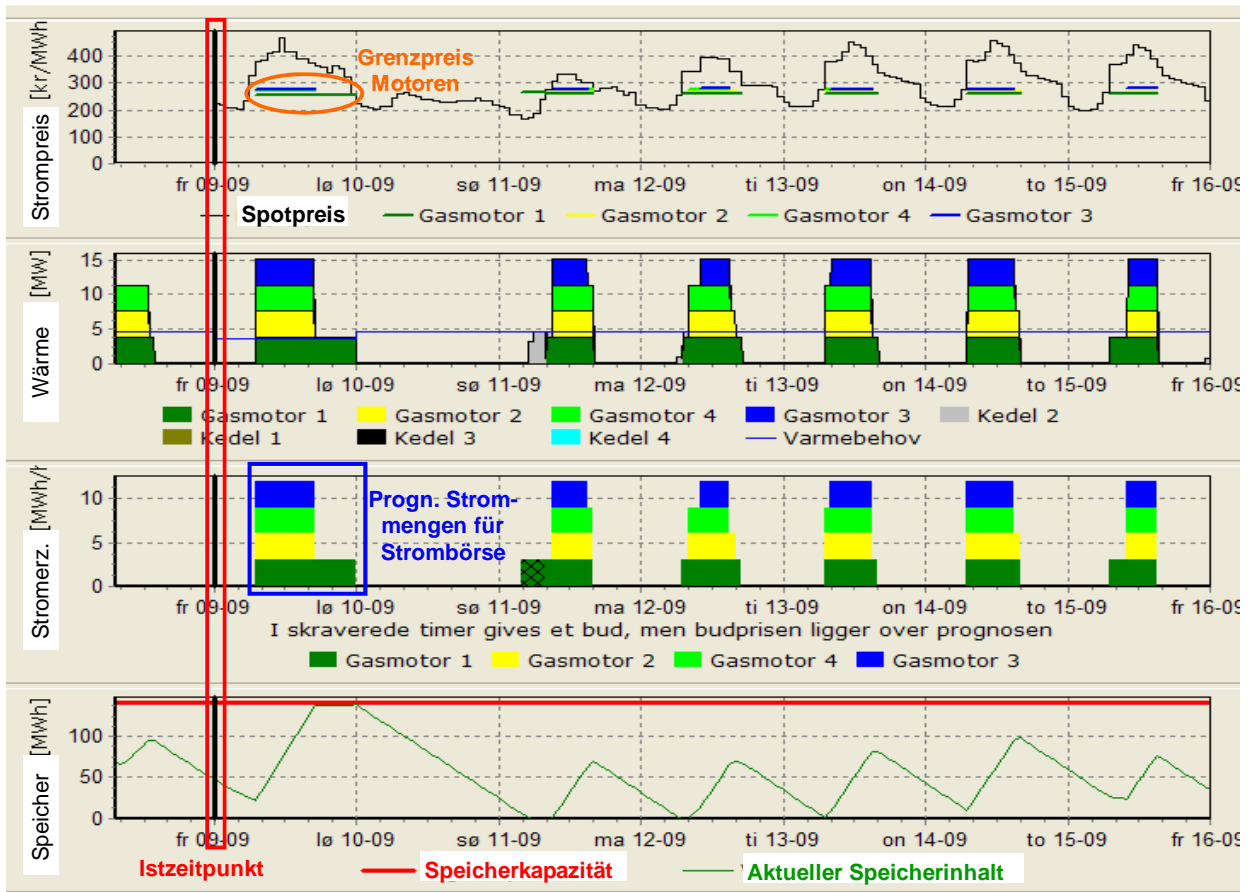 Strompreis [kr/MWh]
400
300
200
100
0
Grenzpreis
Motoren
fr 09-09 lø 10-09 sø 11-09 ma 12-09 ti 13-09 on 14-09 to 15-09 fr 16-09
Spotpreis Gasmotor 1 Gasmotor 2 Gasmotor 4 Gasmotor 3
Wärme [MW]
15
10
5
0
fr 09-09 lø 10-09 sø 11-09 ma 12-09 ti 13-09 on 14-09 to 15-09 fr 16-09
Gasmotor 1 Gasmotor 2 Gasmotor 4 Gasmotor 3 Kedel 2
Kedel 1 Kedel 3 Kedel 4 Varmebehov
Stromerz. [MWh/
10
5
0
Progn. Strom-
mengen für
Strombörse
fr 09-09 lø 10-09 sø 11-09 ma 12-09 ti 13-09 on 14-09 to 15-09 fr 16-09
I skraverede timer gives et bud, men budprisen ligger over prognosen
Gasmotor 1 Gasmotor 2 Gasmotor 4 Gasmotor 3
Speicher [MWh]
100
50
0
fr 09-09 lø 10-09 sø 11-09 ma 12-09 ti 13-09 on 14-09 to 15-09 fr 16-09
Istzeitpunkt Speicherkapazität Aktueller Speicherinhalt